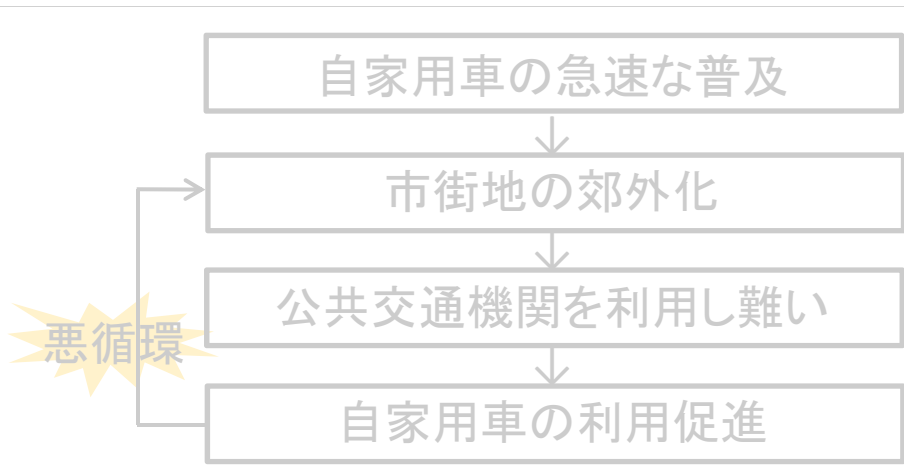 自家用車の急速な普及
市街地の郊外化
公共交通機関を利用し難い
悪循環
自家用車の利用促進